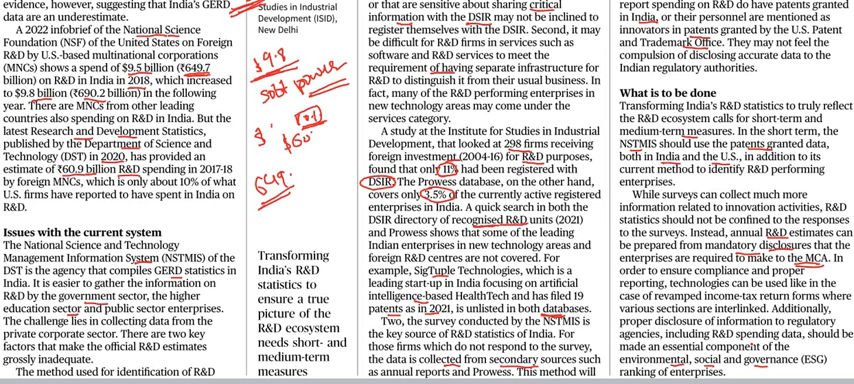 evidence, however, suggesting that India's GERD
data are an underestimate.
A 2022 infobrief of the National Science
Foundation (NSF) of the United States on Foreign
R&D by U.S.-based multinational corporations
(MNCs) shows a spend of $9.5 billion (₹649.7
billion) on R&D in India in 2018, which increased
to $9.8 billion (₹690.2 billion) in the following
year. There are MNCs from other leading
countries also spending on R&D in India. But the
latest Research and Development Statistics,
published by the Department of Science and
Technology (DST) in 2020, has provided an
estimate of ₹60.9 billion R&D spending in 2017-18
by foreign MNCs, which is only about 10% of what
U.S. firms have reported to have spent in India on
R&D.
Issues with the current system
The National Science and Technology
Management Information System (NSTMIS) of the
DST is the agency that compiles GERD statistics in
India. It is easier to gather the information on
R&D by the government sector, the higher
education sector and public sector enterprises.
The challenge lies in collecting data from the
private corporate sector. There are two key
factors that make the official R&D estimates
grossly inadequate.
The method used for identification of R&D
Studies in Industrial
Development (ISID),
New Delhi
$9.8
soft power
$60
649.
Transforming
India's R&D
statistics to
ensure a true
picture of the
R&D ecosystem
needs short- and
medium-term
measures
or that are sensitive about sharing critical
information with the DSIR may not inclined to
register themselves with the DSIR. Second, it may
be difficult for R&D firms in services such as
software and R&D services to meet the
requirement of having separate infrastructure for
R&D to distinguish it from their usual business. In
fact, many of the R&D performing enterprises in
new technology areas may come under the
services category.
A study at the Institute for Studies in Industrial
Development, that looked at 298 firms receiving
foreign investment (2004-16) for R&D purposes,
found that only 11% had been registered with
DSIR. The Prowess database, on the other hand,
covers only 3.5% of the currently active registered
enterprises in India. A quick search in both the
DSIR directory of recognised R&D units (2021)
and Prowess shows that some of the leading
Indian enterprises in new technology areas and
foreign R&D centres are not covered. For
example, SigTuple Technologies, which is a
leading start-up in India focusing on artificial
intelligence-based HealthTech and has filed 19
patents as in 2021, is unlisted in both databases.
Two, the survey conducted by the NSTMIS is
the key source of R&D statistics of India. For
those firms which do not respond to the survey,
the data is collected from secondary sources such
as annual reports and Prowess. This method will
report spending on R&D do have patents granted
in India, or their personnel are mentioned as
innovators in patents granted by the U.S. Patent
and Trademark Office. They may not feel the
compulsion of disclosing accurate data to the
Indian regulatory authorities.
What is to be done
Transforming India's R&D statistics to truly reflect
the R&D ecosystem calls for short-term and
medium-term measures. In the short term, the
NSTMIS should use the patents granted data,
both in India and the U.S., in addition to its
current method to identify R&D performing
enterprises.
While surveys can collect much more
information related to innovation activities, R&D
statistics should not be confined to the responses
to the surveys. Instead, annual R&D estimates can
be prepared from mandatory disclosures that the
enterprises are required to make to the MCA. In
order to ensure compliance and proper
reporting, technologies can be used like in the
case of revamped income-tax return forms where
various sections are interlinked. Additionally,
proper disclosure of information to regulatory
agencies, including R&D spending data, should be
made an essential component of the
environmental, social and governance (ESG)
ranking of enterprises.